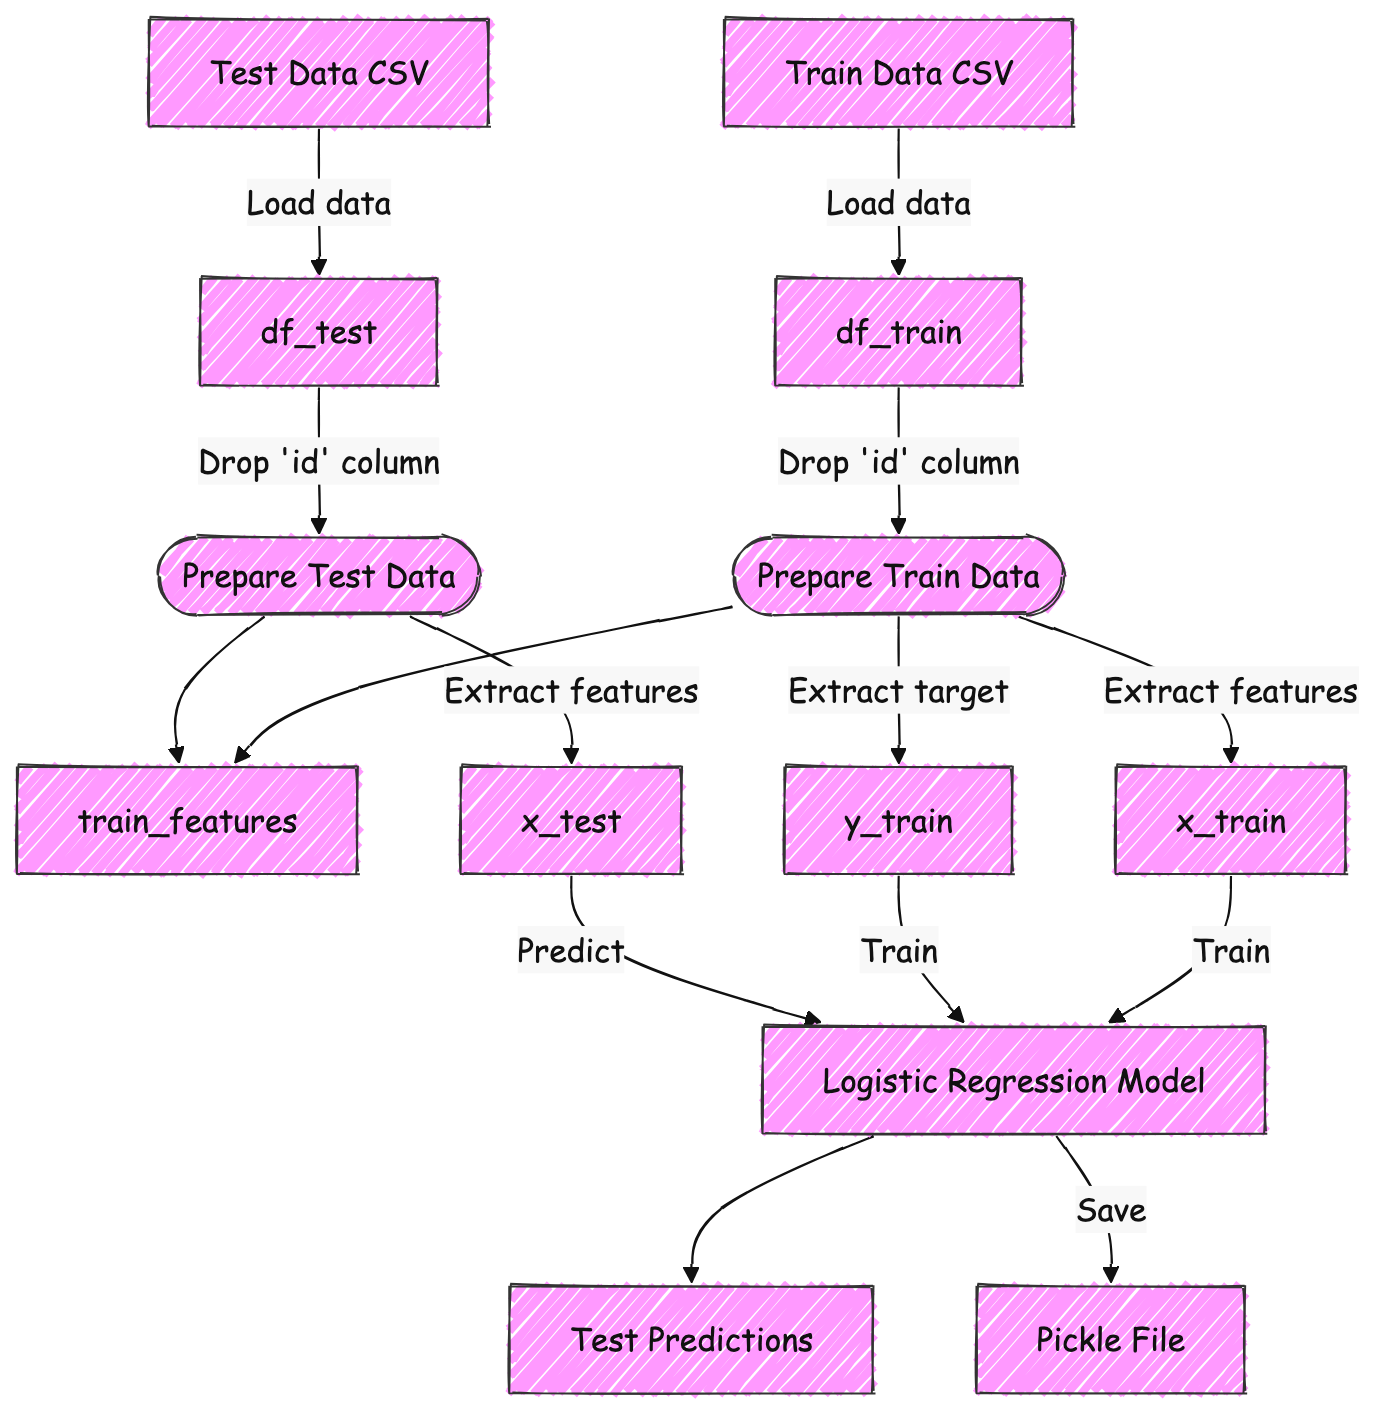 Test Data CSV
Train Data CSV
Load data
Load data
df_test
df_train
Drop 'id' column
Drop 'id' column
Prepare Test Data
Prepare Train Data
Extract features
Extract target
Extract features
train_features
x_test
y_train
x_train
Predict
Train
Train
Logistic Regression Model
Save
Test Predictions
Pickle File